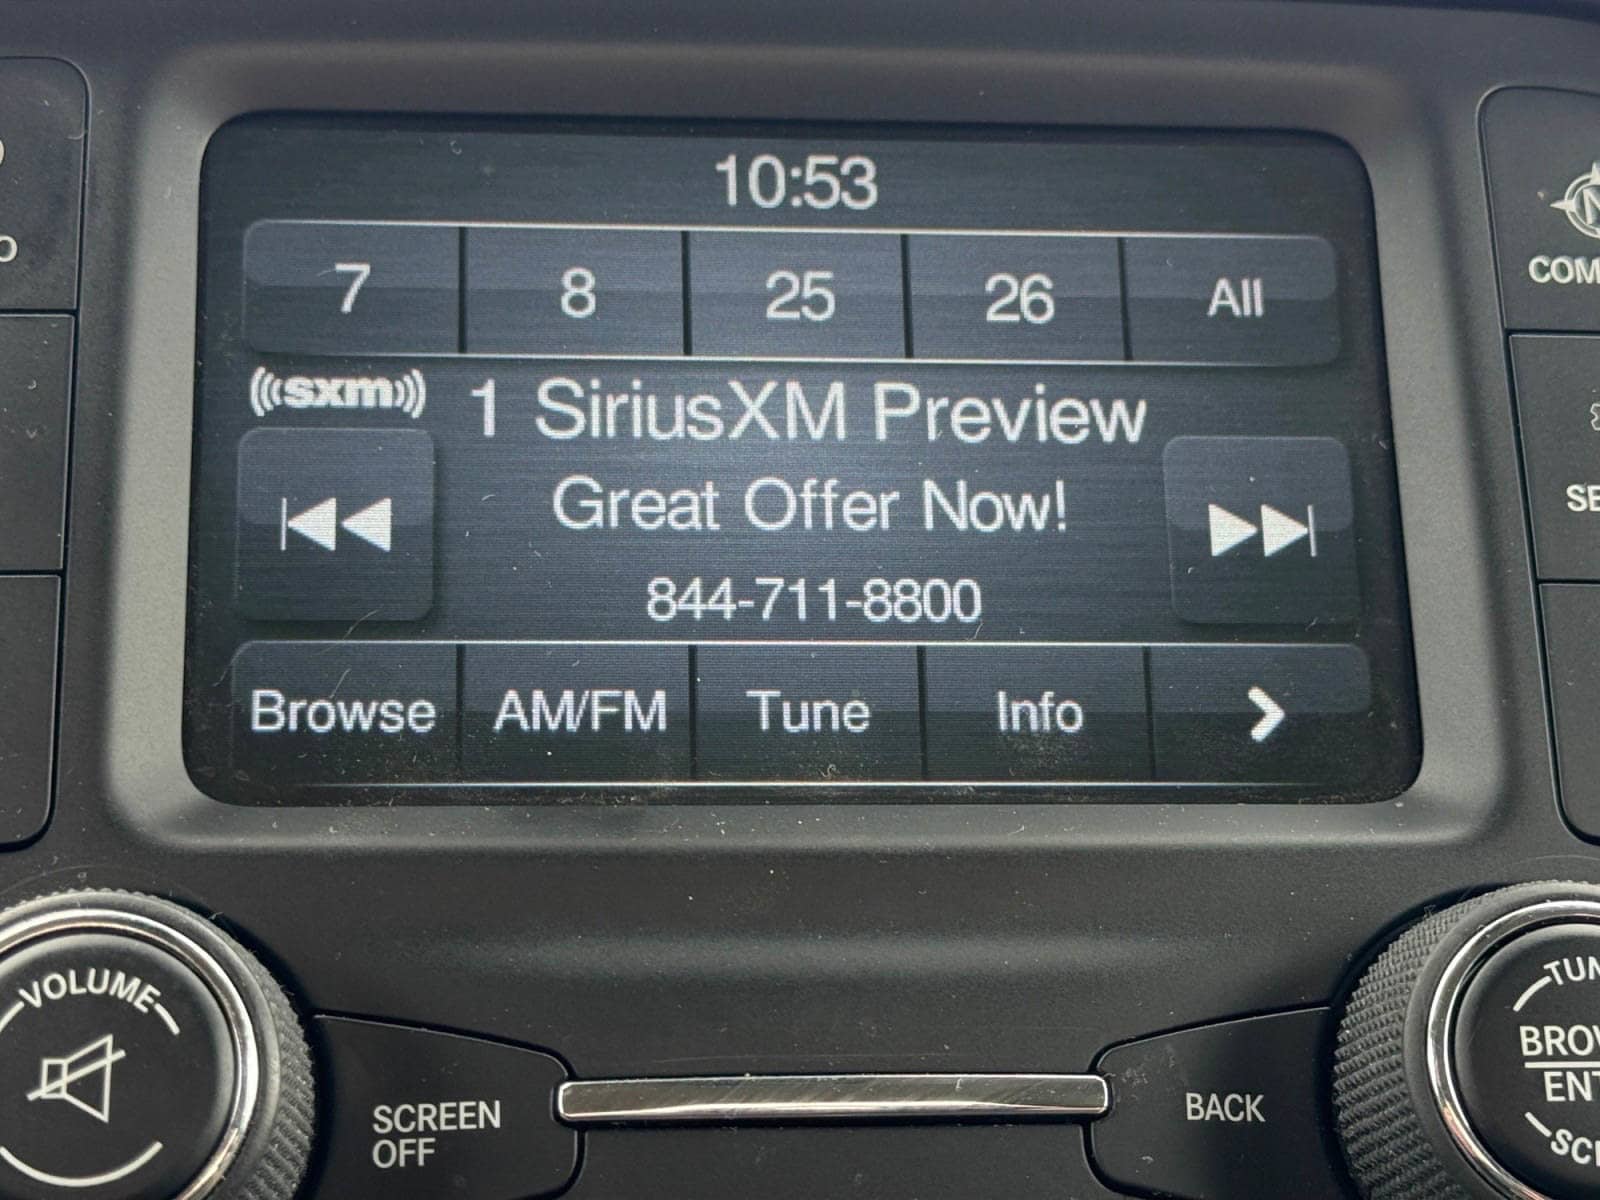 10:53
7 8 25 26 All
sxm 1 SiriusXM Preview
Great Offer Now!
844-711-8800
Browse AM/FM Tune Info
VOLUME
SCREEN
OFF
BACK